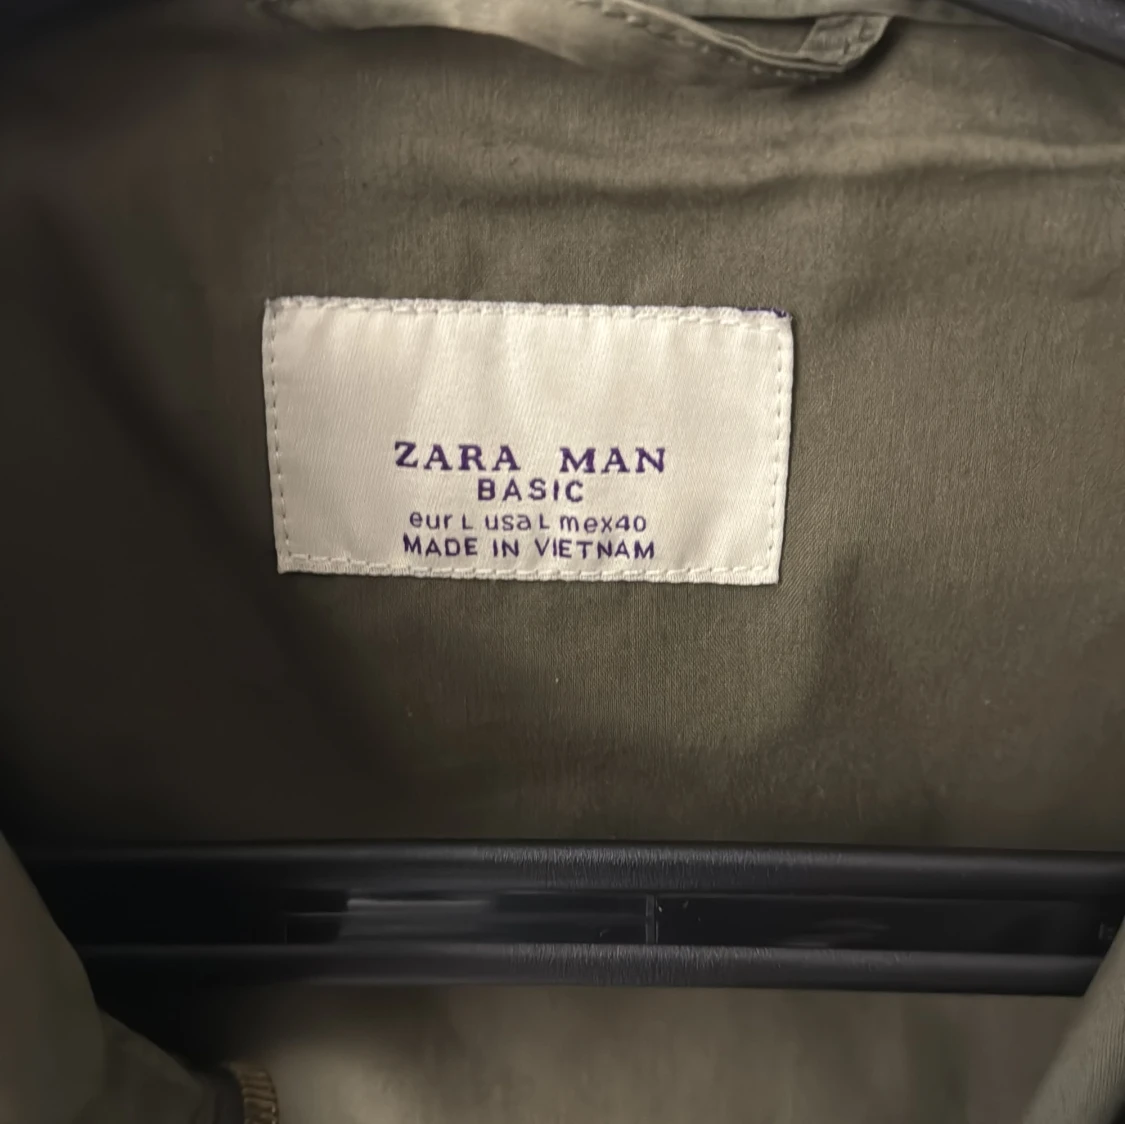 ZARA MAN
BASIC
eur L usa L mex40
MADE IN VIETNAM